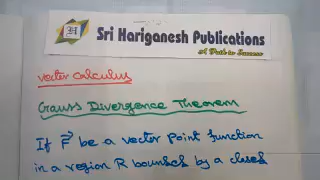 Sri Hariganesh Publications
A Path to Success
vector calculus
Gauss Divergence Theorem
If F⃗ be a vector point function
in a region R bounded by a closed